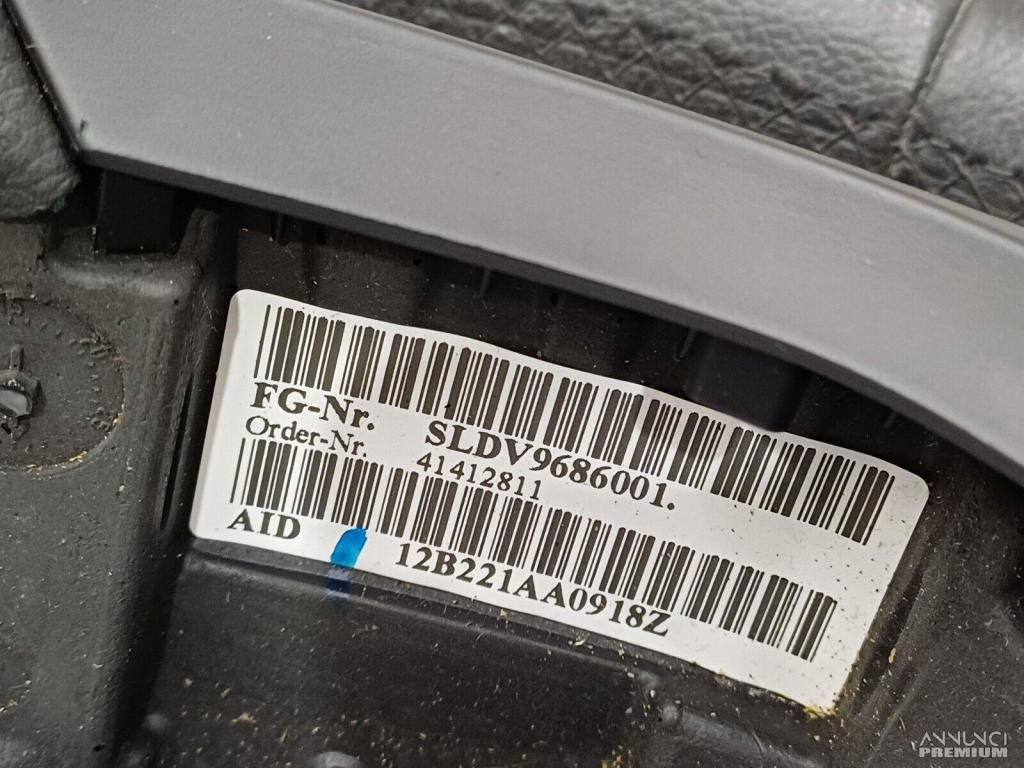 FG-Nr. SLDV9686001.
Order-Nr. 41412811
AID 12B221AA0918Z
ANNUNCI
PREMIUM